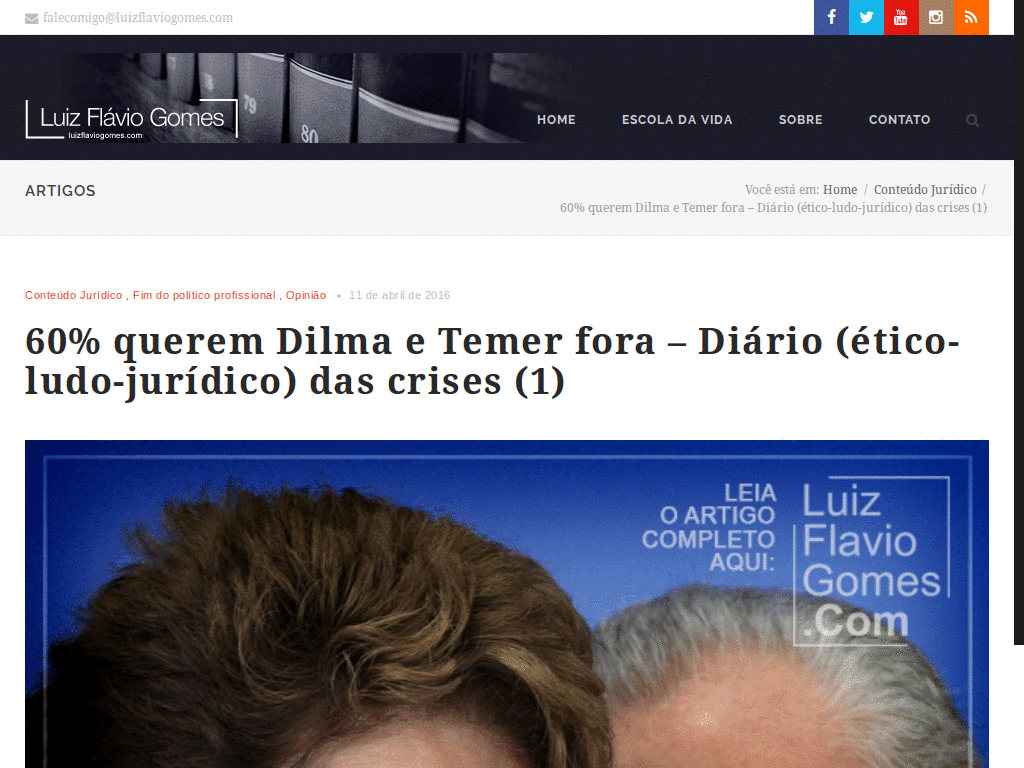 falecomigo@luizflaviogomes.com
You
Tube
79
80
Luiz Flávio Gomes
luizflaviogomes.com
HOME ESCOLA DA VIDA SOBRE CONTATO
ARTIGOS
Você está em: Home / Conteúdo Jurídico /
60% querem Dilma e Temer fora – Diário (ético-ludo-jurídico) das crises (1)
Conteúdo Jurídico , Fim do político profissional , Opinião • 11 de abril de 2016
60% querem Dilma e Temer fora – Diário (ético-
ludo-jurídico) das crises (1)
LEIA
O ARTIGO
COMPLETO
AQUI:
Luiz
Flavio
Gomes
.Com